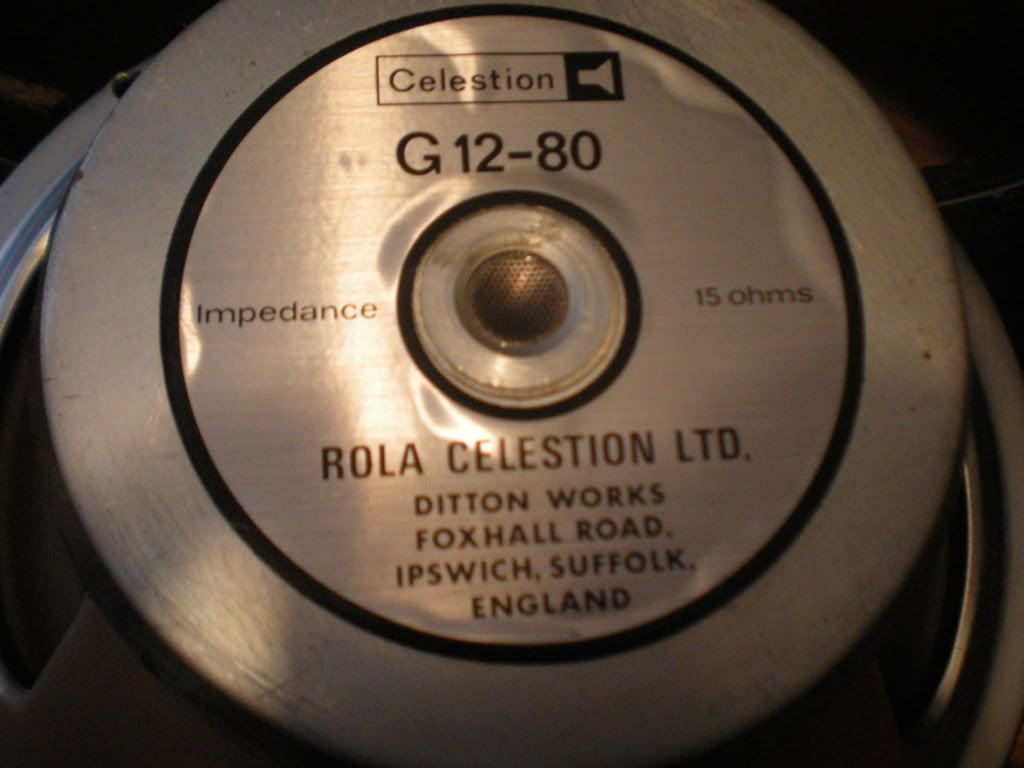 Celestion
G12-80
Impedance 15 ohms
ROLA CELESTION LTD.
DITTON WORKS
FOXHALL ROAD,
IPSWICH, SUFFOLK,
ENGLAND